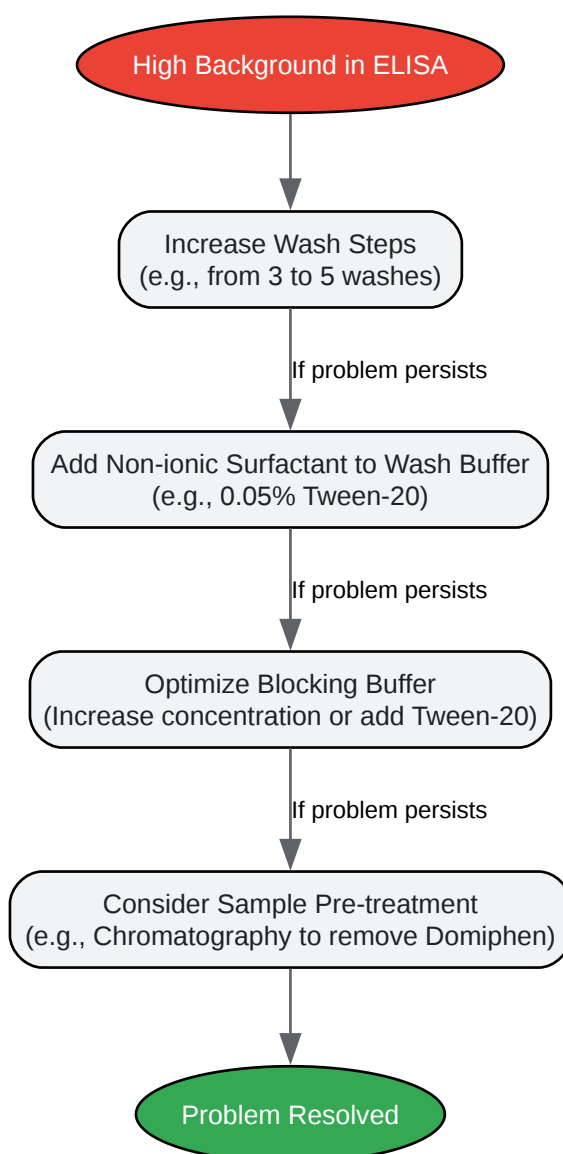 High Background in ELISA
Increase Wash Steps
(e.g., from 3 to 5 washes)
If problem persists
Add Non-ionic Surfactant to Wash Buffer
(e.g., 0.05% Tween-20)
If problem persists
Optimize Blocking Buffer
(Increase concentration or add Tween-20)
If problem persists
Consider Sample Pre-treatment
(e.g., Chromatography to remove Domiphen)
Problem Resolved